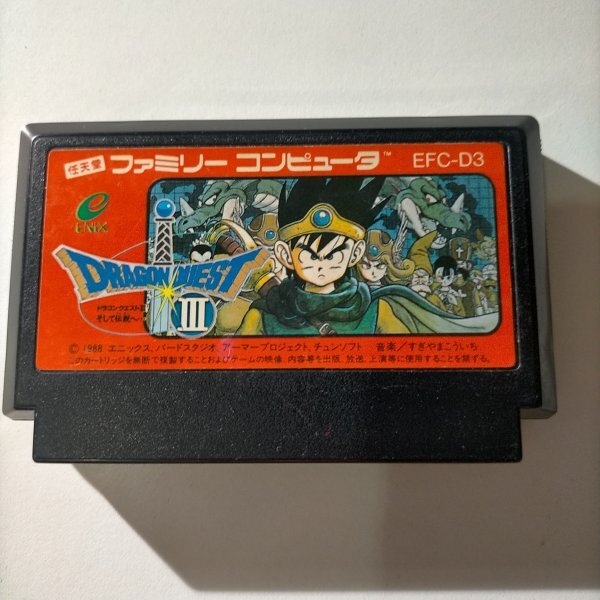 任天堂 ファミリー コンピュータ™ EFC-D3
ENIX
DRAGON QUEST
III
ドラゴンクエストIII
そして伝説へ…
© 1988 エニックス, バードスタジオ, アーマープロジェクト, チュンソフト 音楽/すぎやまこういち
このカートリッジを無断で複製することおよびゲームの映像、内容等を出版、放送、上演等に使用することを禁ずる。